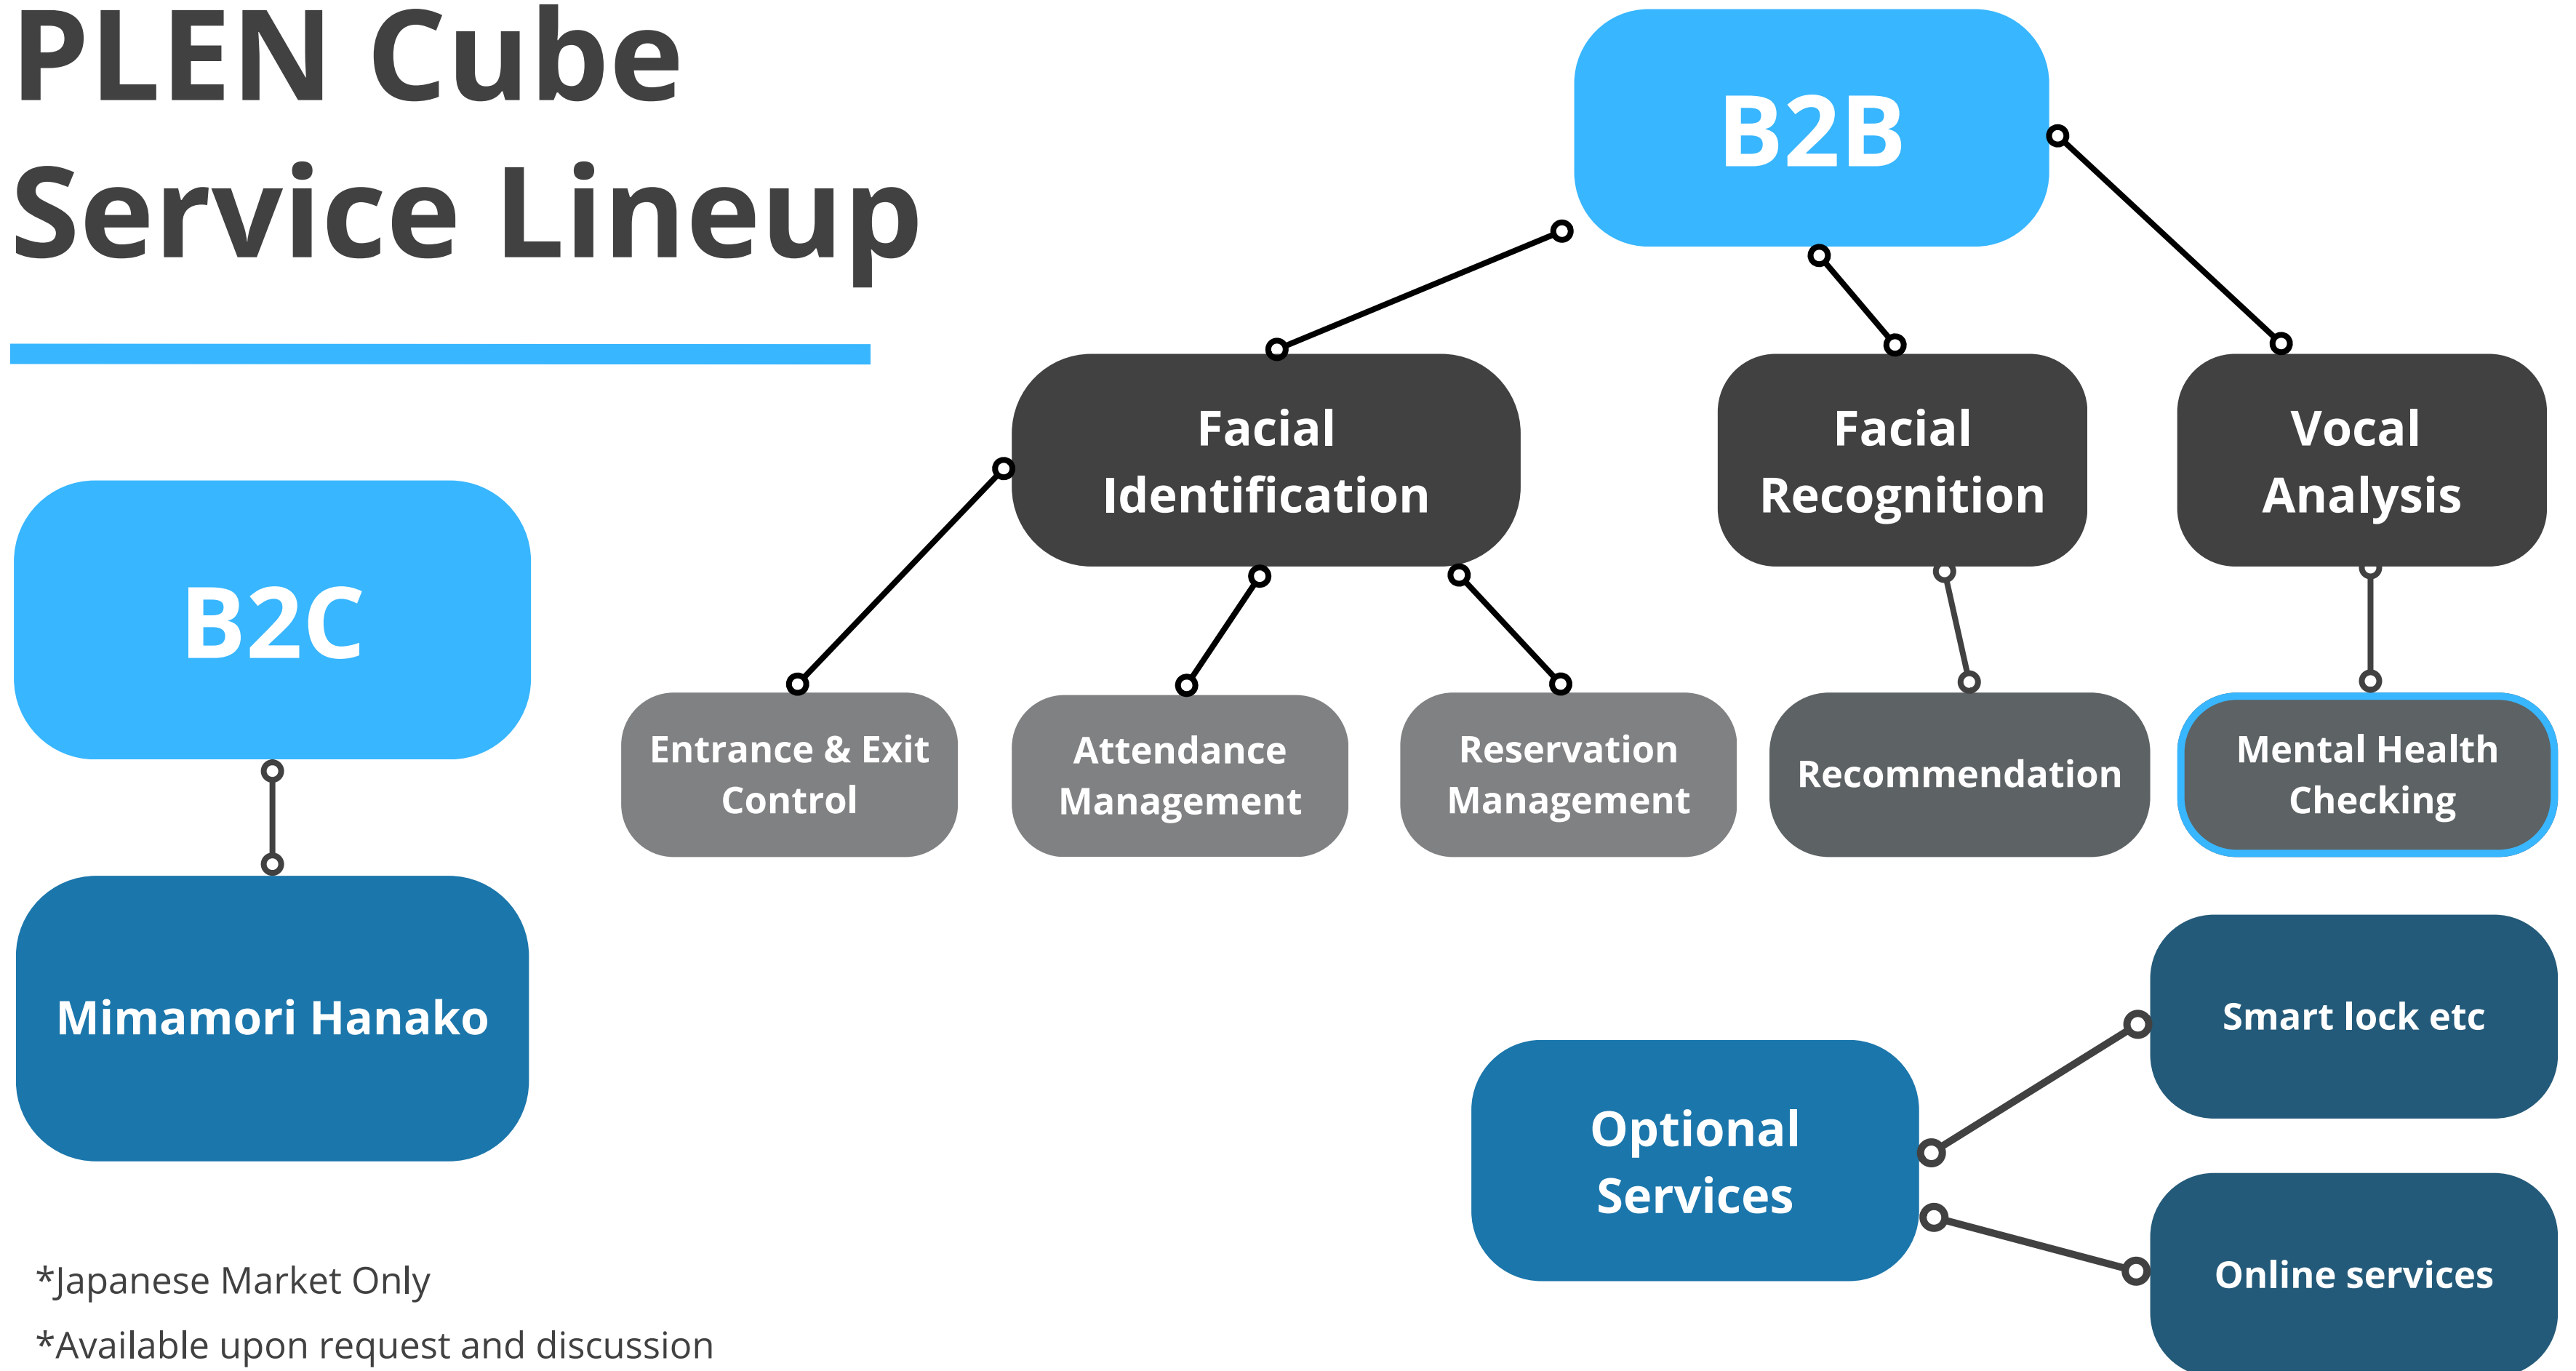 PLEN Cube
Service Lineup
B2B
Facial
Identification
Facial
Recognition
Vocal
Analysis
B2C
Entrance & Exit
Control
Attendance
Management
Reservation
Management
Recommendation
Mental Health
Checking
Mimamori Hanako
Optional
Services
Smart lock etc
Online services
*Japanese Market Only
*Available upon request and discussion